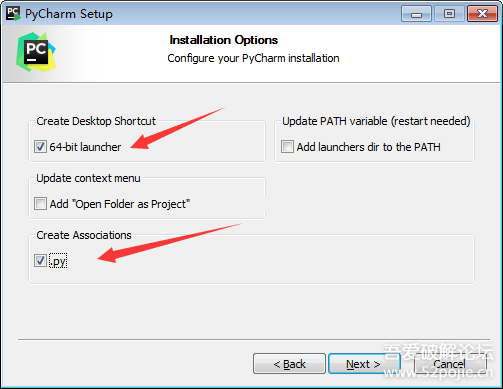 PyCharm Setup
PC
Installation Options
Configure your PyCharm installation
Create Desktop Shortcut
64-bit launcher
Update PATH variable (restart needed)
Add launchers dir to the PATH
Update context menu
Add "Open Folder as Project"
Create Associations
.py
< Back
Next >
Cancel
吾爱破解论坛
www.52pojie.cn